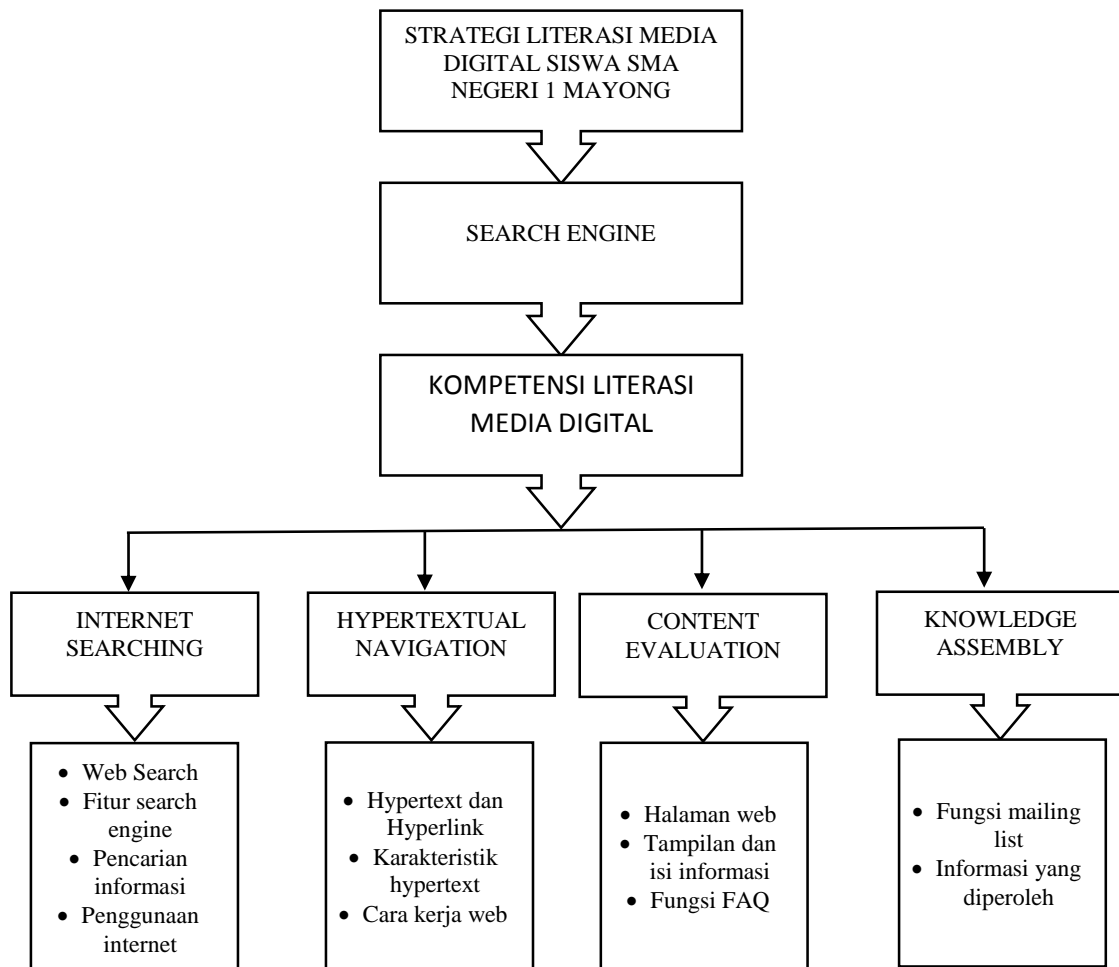 STRATEGI LITERASI MEDIA
DIGITAL SISWA SMA
NEGERI 1 MAYONG
SEARCH ENGINE
KOMPETENSI LITERASI
MEDIA DIGITAL
INTERNET
SEARCHING
HYPERTEXTUAL
NAVIGATION
CONTENT
EVALUATION
KNOWLEDGE
ASSEMBLY
• Web Search
• Fitur search
engine
• Pencarian
informasi
• Penggunaan
internet
• Hypertext dan
Hyperlink
• Karakteristik
hypertext
• Cara kerja web
• Halaman web
• Tampilan dan
isi informasi
• Fungsi FAQ
• Fungsi mailing
list
• Informasi yang
diperoleh